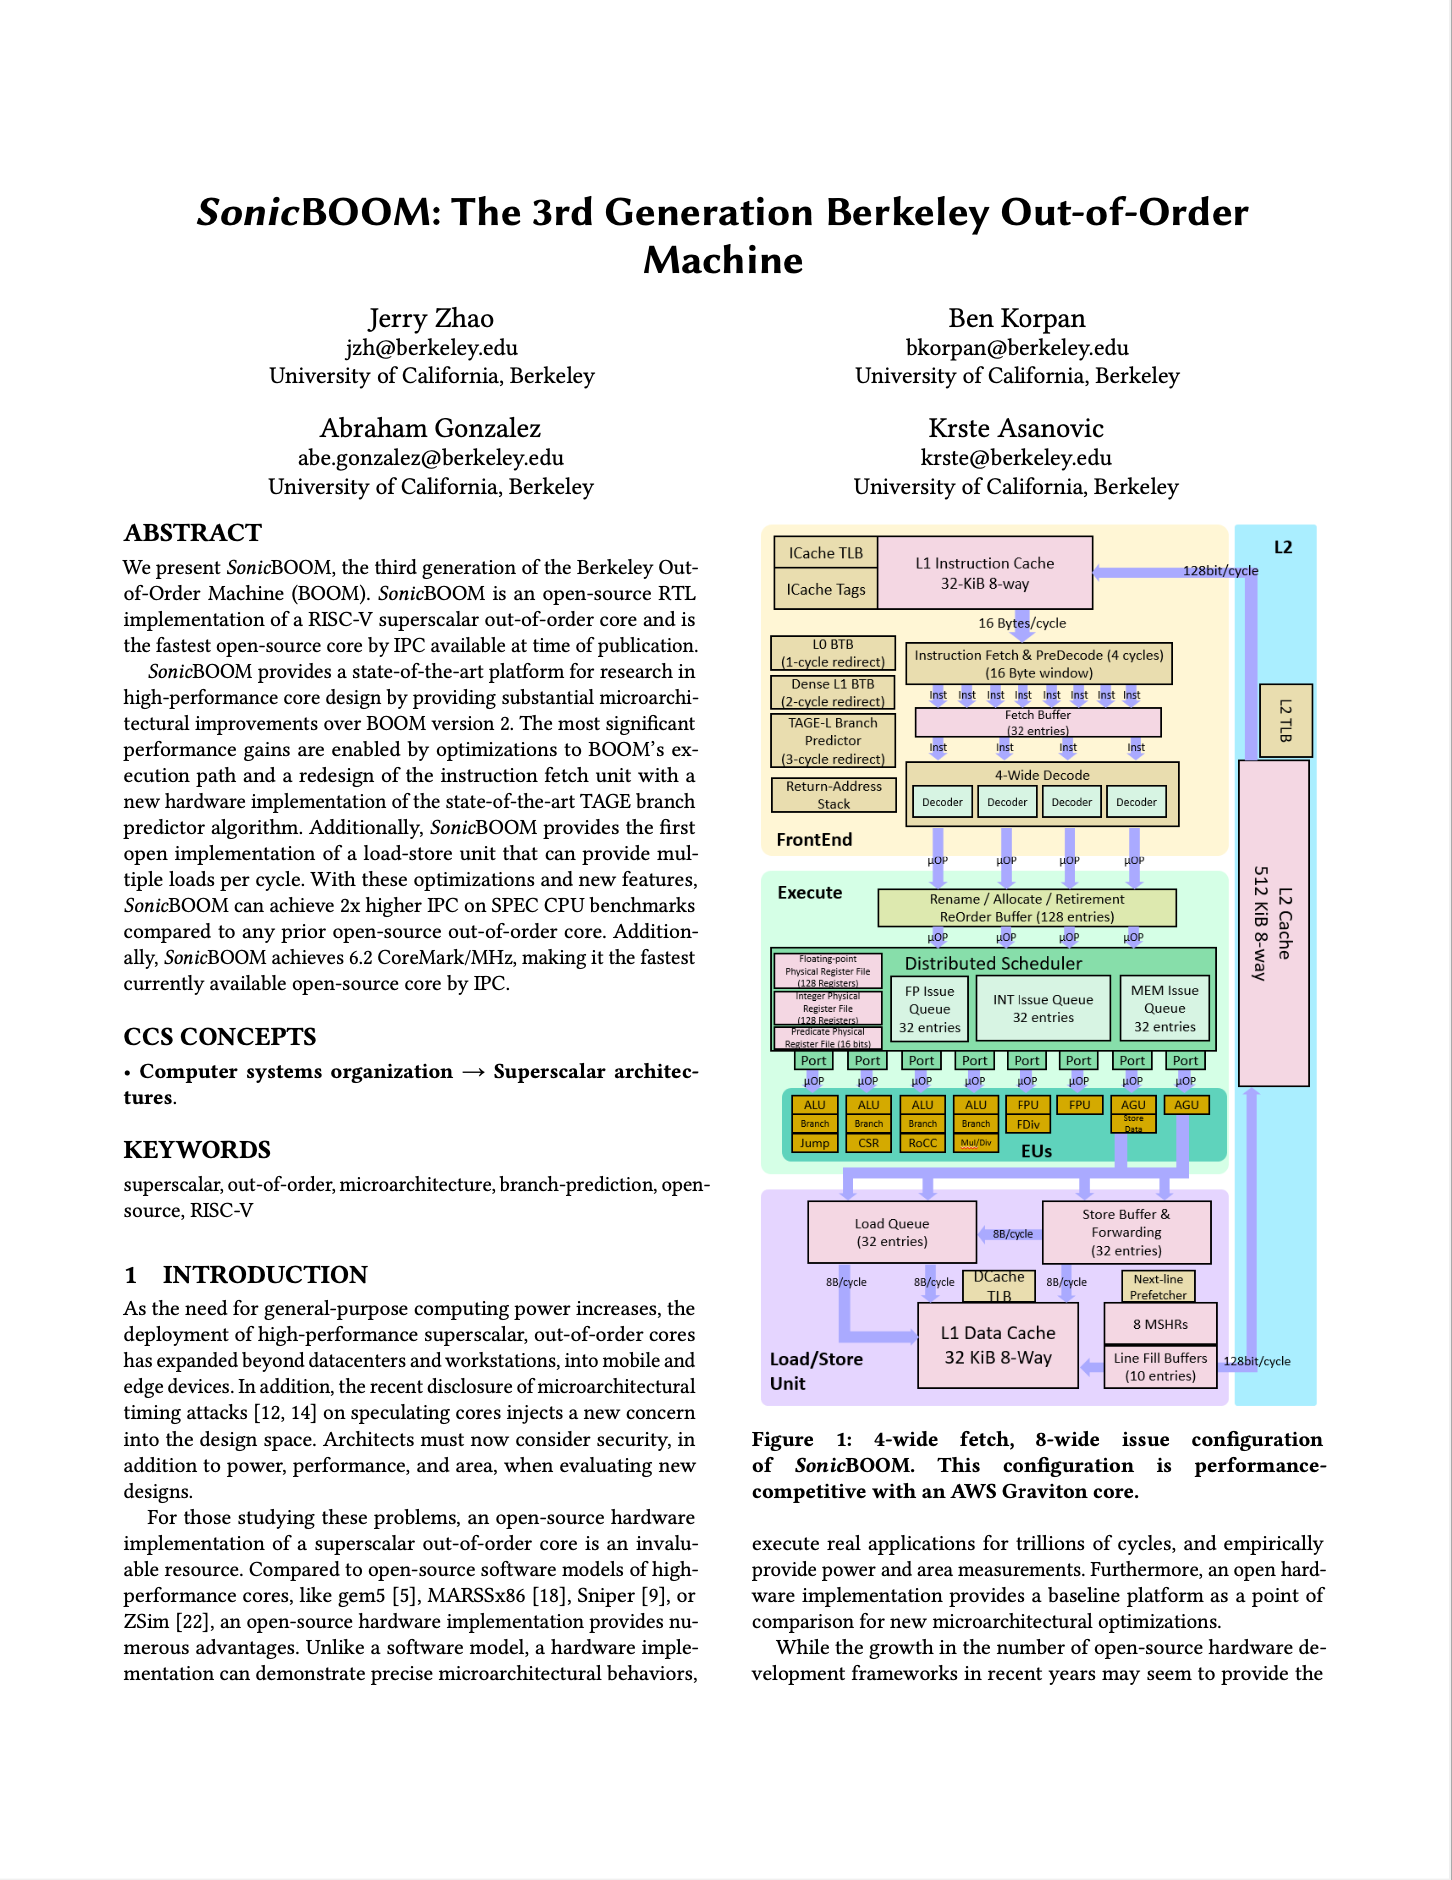 SonicBOOM: The 3rd Generation Berkeley Out-of-Order
Machine
Jerry Zhao
jzh@berkeley.edu
University of California, Berkeley
Ben Korpan
bkorpan@berkeley.edu
University of California, Berkeley
Abraham Gonzalez
abe.gonzalez@berkeley.edu
University of California, Berkeley
Krste Asanovic
krste@berkeley.edu
University of California, Berkeley
ABSTRACT
We present SonicBOOM, the third generation of the Berkeley Out-
of-Order Machine (BOOM). SonicBOOM is an open-source RTL
implementation of a RISC-V superscalar out-of-order core and is
the fastest open-source core by IPC available at time of publication.
SonicBOOM provides a state-of-the-art platform for research in
high-performance core design by providing substantial microarchi-
tectural improvements over BOOM version 2. The most significant
performance gains are enabled by optimizations to BOOM's ex-
ecution path and a redesign of the instruction fetch unit with a
new hardware implementation of the state-of-the-art TAGE branch
predictor algorithm. Additionally, SonicBOOM provides the first
open implementation of a load-store unit that can provide mul-
tiple loads per cycle. With these optimizations and new features,
SonicBOOM can achieve 2x higher IPC on SPEC CPU benchmarks
compared to any prior open-source out-of-order core. Addition-
ally, SonicBOOM achieves 6.2 CoreMark/MHz, making it the fastest
currently available open-source core by IPC.
CCS CONCEPTS
• Computer systems organization → Superscalar architec-
tures.
KEYWORDS
superscalar, out-of-order, microarchitecture, branch-prediction, open-
source, RISC-V
1 INTRODUCTION
As the need for general-purpose computing power increases, the
deployment of high-performance superscalar, out-of-order cores
has expanded beyond datacenters and workstations, into mobile and
edge devices. In addition, the recent disclosure of microarchitectural
timing attacks [12, 14] on speculating cores injects a new concern
into the design space. Architects must now consider security, in
addition to power, performance, and area, when evaluating new
designs.
For those studying these problems, an open-source hardware
implementation of a superscalar out-of-order core is an invalu-
able resource. Compared to open-source software models of high-
performance cores, like gem5 [5], MARSSx86 [18], Sniper [9], or
ZSim [22], an open-source hardware implementation provides nu-
merous advantages. Unlike a software model, a hardware imple-
mentation can demonstrate precise microarchitectural behaviors,
ICache TLB
ICache Tags
L1 Instruction Cache
32-KiB 8-way
128bit/cycle
L2
16 Bytes/cycle
L0 BTB
(1-cycle redirect)
Dense L1 BTB
(2-cycle redirect)
TAGE-L Branch
Predictor
(3-cycle redirect)
Return-Address
Stack
Instruction Fetch & PreDecode (4 cycles)
(16 Byte window)
Inst Inst Inst Inst Inst Inst Inst Inst
Fetch Buffer
(32 entries)
Inst Inst Inst Inst
4-Wide Decode
Decoder Decoder Decoder Decoder
FrontEnd
L2 TLB
L2 Cache
512 KiB 8-way
µOP µOP µOP µOP
Execute
Rename / Allocate / Retirement
ReOrder Buffer (128 entries)
µOP µOP µOP µOP
Distributed Scheduler
Floating-point
Physical Register File
(128 Registers)
Integer Physical
Register File
(128 Registers)
Predicate Physical
Register File (16 bits)
FP Issue
Queue
32 entries
INT Issue Queue
32 entries
MEM Issue
Queue
32 entries
Port Port Port Port Port Port Port Port
µOP µOP µOP µOP µOP µOP µOP µOP
ALU ALU ALU ALU FPU FPU AGU AGU
Branch Branch Branch Branch FDiv Store
Data
Jump CSR RoCC Mul/Div
EUs
Load Queue
(32 entries)
8B/cycle
Store Buffer &
Forwarding
(32 entries)
8B/cycle 8B/cycle 8B/cycle
DCache
TLB
Next-line
Prefetcher
L1 Data Cache
32 KiB 8-Way
8 MSHRs
Line Fill Buffers
(10 entries)
128bit/cycle
Load/Store
Unit
Figure 1: 4-wide fetch, 8-wide issue configuration
of SonicBOOM. This configuration is performance-
competitive with an AWS Graviton core.
execute real applications for trillions of cycles, and empirically
provide power and area measurements. Furthermore, an open hard-
ware implementation provides a baseline platform as a point of
comparison for new microarchitectural optimizations.
While the growth in the number of open-source hardware de-
velopment frameworks in recent years may seem to provide the